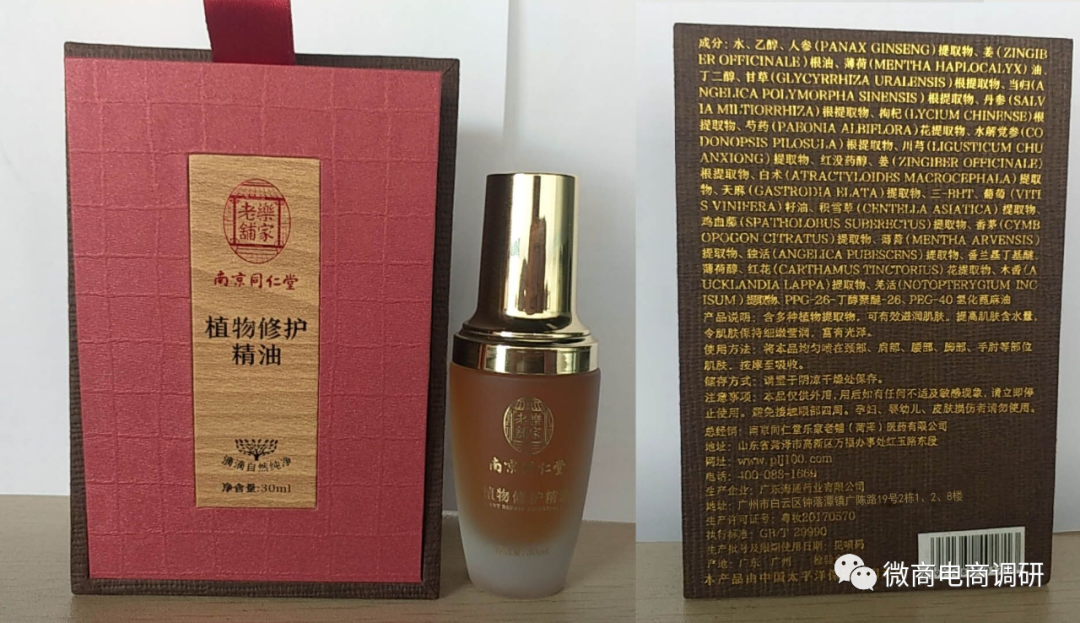 老樂
舖家
南京同仁堂
植物修护
精油
滴滴自然纯净
净含量:30ml
老樂
舖家
南京同仁堂
植物修护精油
成分：水、乙醇、人参(PANAX GINSENG)提取物、姜(ZINGIB
ER OFFICINALE)根油、薄荷(MENTHA HAPLOCALYX)油、
丁二醇、甘草(GLYCYRRHIZA URALENSIS)根提取物、当归(A
NGELICA POLYMORPHA SINENSIS)根提取物、丹参(SALV
IA MILTIORRHIZA)根提取物、枸杞(LYCIUM CHINENSE)根
提取物、芍药(PAEONIA ALBIFLORA)花提取物、水解党参(CO
DONOPSIS PILOSULA)根提取物、川芎(LIGUSTICUM CHU
ANXIONG)提取物、红没药醇、姜(ZINGIBER OFFICINALE)
根提取物、白术(ATRACTYLODES MACROCEPHALA)提取
物、天麻(GASTRODIA ELATA)提取物、三-BHT、葡萄(VITI
S VINIFERA)籽油、积雪草(CENTELLA ASIATICA)提取物、
鸡血藤(SPATHOLOBUS SUBERECTUS)提取物、香茅(CYMB
OPOGON CITRATUS)提取物、薄荷(MENTHA ARVENSIS)
提取物、独活(ANGELICA PUBESCENS)提取物、香兰基丁基醚、
薄荷醇、红花(CARTHAMUS TINCTORIUS)花提取物、木香(A
UCKLANDIA LAPPA)提取物、羌活(NOTOPTERYGIUM INC
ISUM)提取物、PPG-26-丁醇聚醚-26、PEG-40氢化蓖麻油
产品说明：含多种植物提取物，可有效滋润肌肤，提高肌肤含水量，
令肌肤保持细嫩莹润，富有光泽。
使用方法：将本品均匀喷在颈部、肩部、腰部、脚部、手肘等部位
肌肤，按摩至吸收。
储存方式：请置于阴凉干燥处保存。
注意事项：本品仅供外用，用后如有任何不适及敏感现象，请立即停
止使用。避免接触眼部四周。孕妇、婴幼儿、皮肤损伤者请勿使用。
总经销：南京同仁堂乐家老铺(菏泽)医药有限公司
地址：山东省菏泽市高新区万福办事处红玉路东段
网址：www.pljj100.com
电话：400-088-1669
生产企业：广东海通药业有限公司
地址：广州市白云区钟落潭镇广陈路19号2栋1、2、8楼
生产许可证号：粤妆20170570
执行标准：GB/T 29990
生产批号及限期使用日期：见喷码
产地：广东 广州
本产品由中国太平洋
微商电商调研